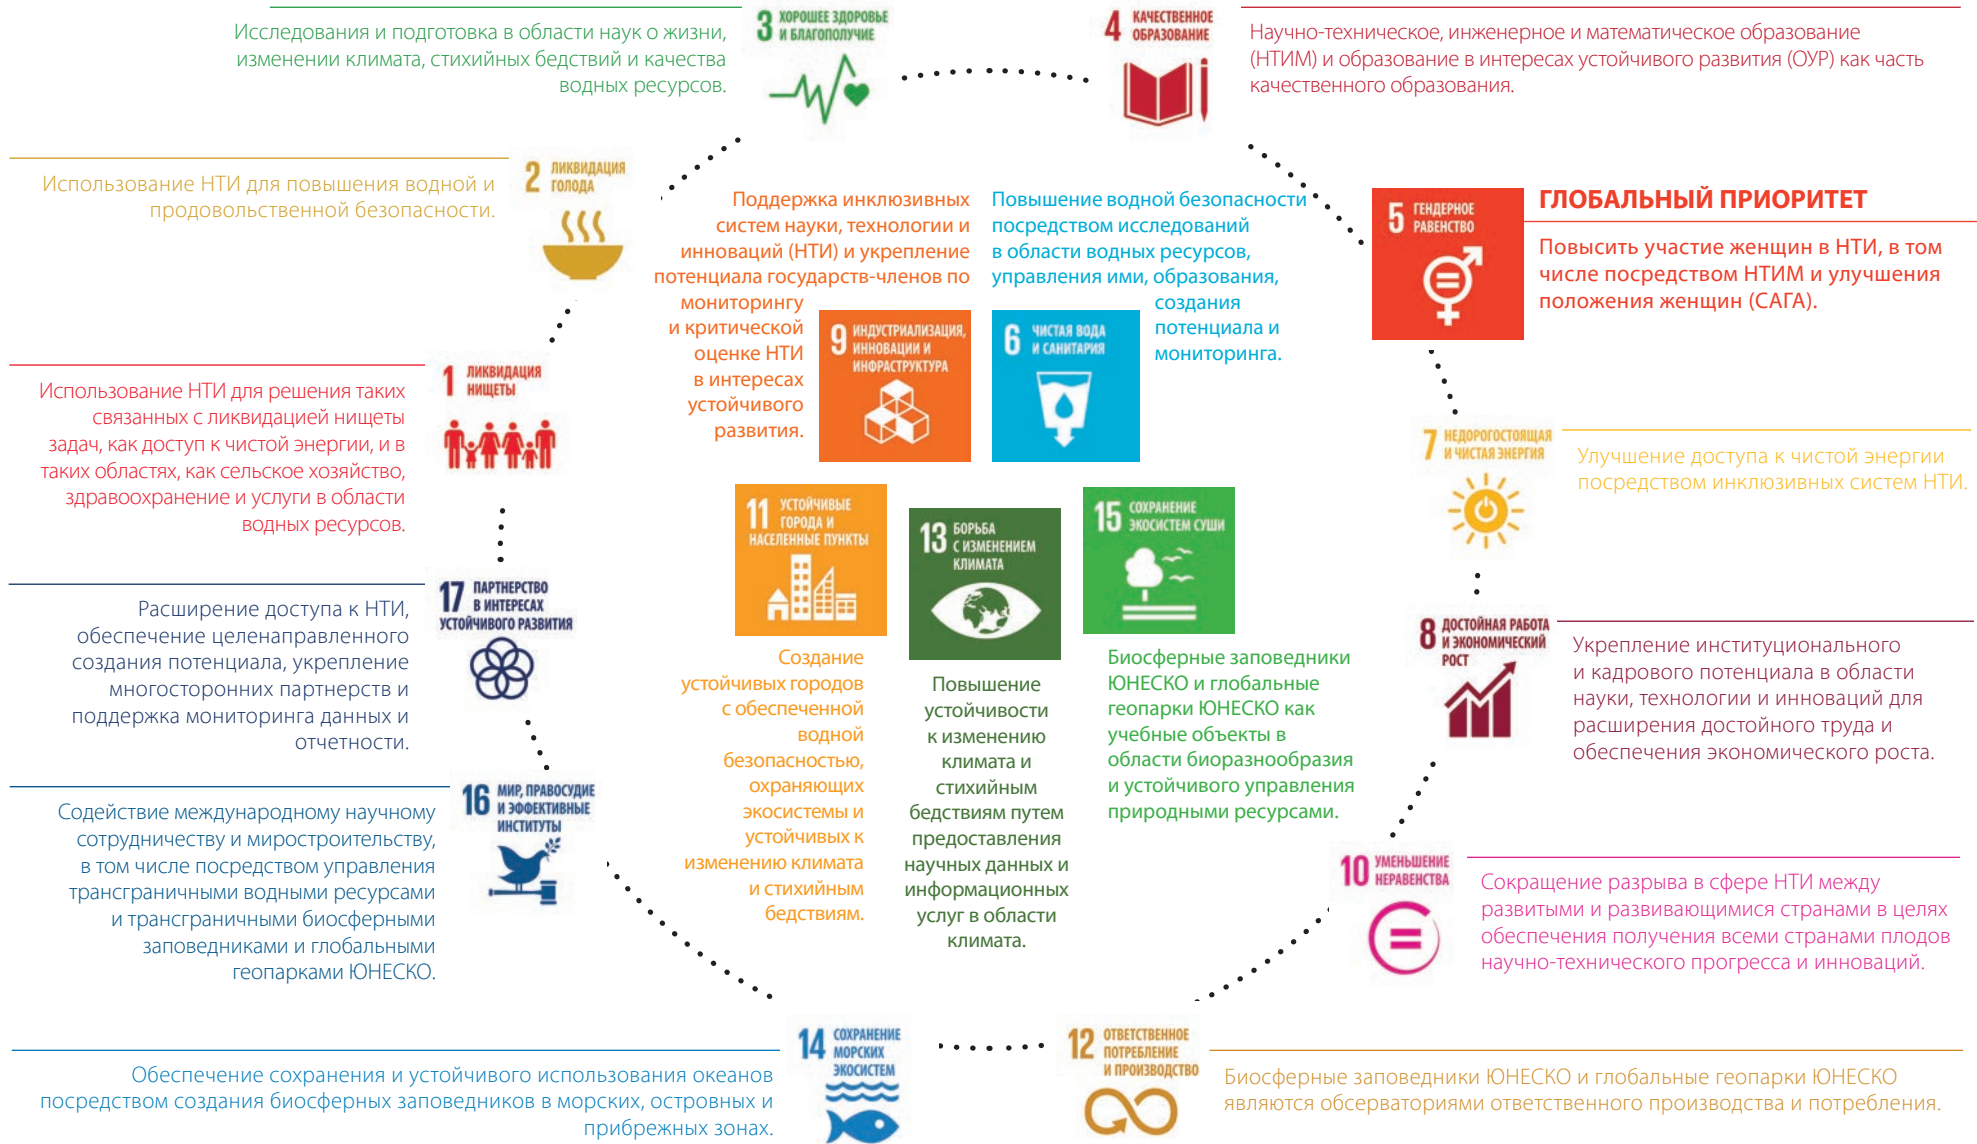 3 ХОРОШЕЕ ЗДОРОВЬЕ
И БЛАГОПОЛУЧИЕ
Исследования и подготовка в области наук о жизни,
изменении климата, стихийных бедствий и качества
водных ресурсов.
4 КАЧЕСТВЕННОЕ
ОБРАЗОВАНИЕ
Научно-техническое, инженерное и математическое образование
(НТИМ) и образование в интересах устойчивого развития (ОУР) как часть
качественного образования.
2 ЛИКВИДАЦИЯ
ГОЛОДА
Использование НТИ для повышения водной и
продовольственной безопасности.
Поддержка инклюзивных
систем науки, технологии и
инноваций (НТИ) и укрепление
потенциала государств-членов по
мониторингу
и критической
оценке НТИ
в интересах
устойчивого
развития.
9 ИНДУСТРИАЛИЗАЦИЯ,
ИННОВАЦИИ И
ИНФРАСТРУКТУРА
Повышение водной безопасности
посредством исследований
в области водных ресурсов,
управления ими, образования,
создания
потенциала и
мониторинга.
6 ЧИСТАЯ ВОДА
И САНИТАРИЯ
5 ГЕНДЕРНОЕ
РАВЕНСТВО
ГЛОБАЛЬНЫЙ ПРИОРИТЕТ
Повысить участие женщин в НТИ, в том
числе посредством НТИМ и улучшения
положения женщин (САГА).
1 ЛИКВИДАЦИЯ
НИЩЕТЫ
Использование НТИ для решения таких
связанных с ликвидацией нищеты
задач, как доступ к чистой энергии, и в
таких областях, как сельское хозяйство,
здравоохранение и услуги в области
водных ресурсов.
7 НЕДОРОГОСТОЯЩАЯ
И ЧИСТАЯ ЭНЕРГИЯ
Улучшение доступа к чистой энергии
посредством инклюзивных систем НТИ.
11 УСТОЙЧИВЫЕ
ГОРОДА И
НАСЕЛЕННЫЕ ПУНКТЫ
Создание
устойчивых городов
с обеспеченной
водной
безопасностью,
охраняющих
экосистемы и
устойчивых к
изменению климата
и стихийным
бедствиям.
13 БОРЬБА
С ИЗМЕНЕНИЕМ
КЛИМАТА
Повышение
устойчивости
к изменению
климата и
стихийным
бедствиям путем
предоставления
научных данных и
информационных
услуг в области
климата.
15 СОХРАНЕНИЕ
ЭКОСИСТЕМ СУШИ
Биосферные заповедники
ЮНЕСКО и глобальные
геопарки ЮНЕСКО как
учебные объекты в
области биоразнообразия
и устойчивого управления
природными ресурсами.
17 ПАРТНЕРСТВО
В ИНТЕРЕСАХ
УСТОЙЧИВОГО РАЗВИТИЯ
Расширение доступа к НТИ,
обеспечение целенаправленного
создания потенциала, укрепление
многосторонних партнерств и
поддержка мониторинга данных и
отчетности.
8 ДОСТОЙНАЯ РАБОТА
И ЭКОНОМИЧЕСКИЙ
РОСТ
Укрепление институционального
и кадрового потенциала в области
науки, технологии и инноваций для
расширения достойного труда и
обеспечения экономического роста.
16 МИР, ПРАВОСУДИЕ
И ЭФФЕКТИВНЫЕ
ИНСТИТУТЫ
Содействие международному научному
сотрудничеству и миростроительству,
в том числе посредством управления
трансграничными водными ресурсами
и трансграничными биосферными
заповедниками и глобальными
геопарками ЮНЕСКО.
10 УМЕНЬШЕНИЕ
НЕРАВЕНСТВА
Сокращение разрыва в сфере НТИ между
развитыми и развивающимися странами в целях
обеспечения получения всеми странами плодов
научно-технического прогресса и инноваций.
14 СОХРАНЕНИЕ
МОРСКИХ
ЭКОСИСТЕМ
Обеспечение сохранения и устойчивого использования океанов
посредством создания биосферных заповедников в морских, островных и
прибрежных зонах.
12 ОТВЕТСТВЕННОЕ
ПОТРЕБЛЕНИЕ
И ПРОИЗВОДСТВО
Биосферные заповедники ЮНЕСКО и глобальные геопарки ЮНЕСКО
являются обсерваториями ответственного производства и потребления.